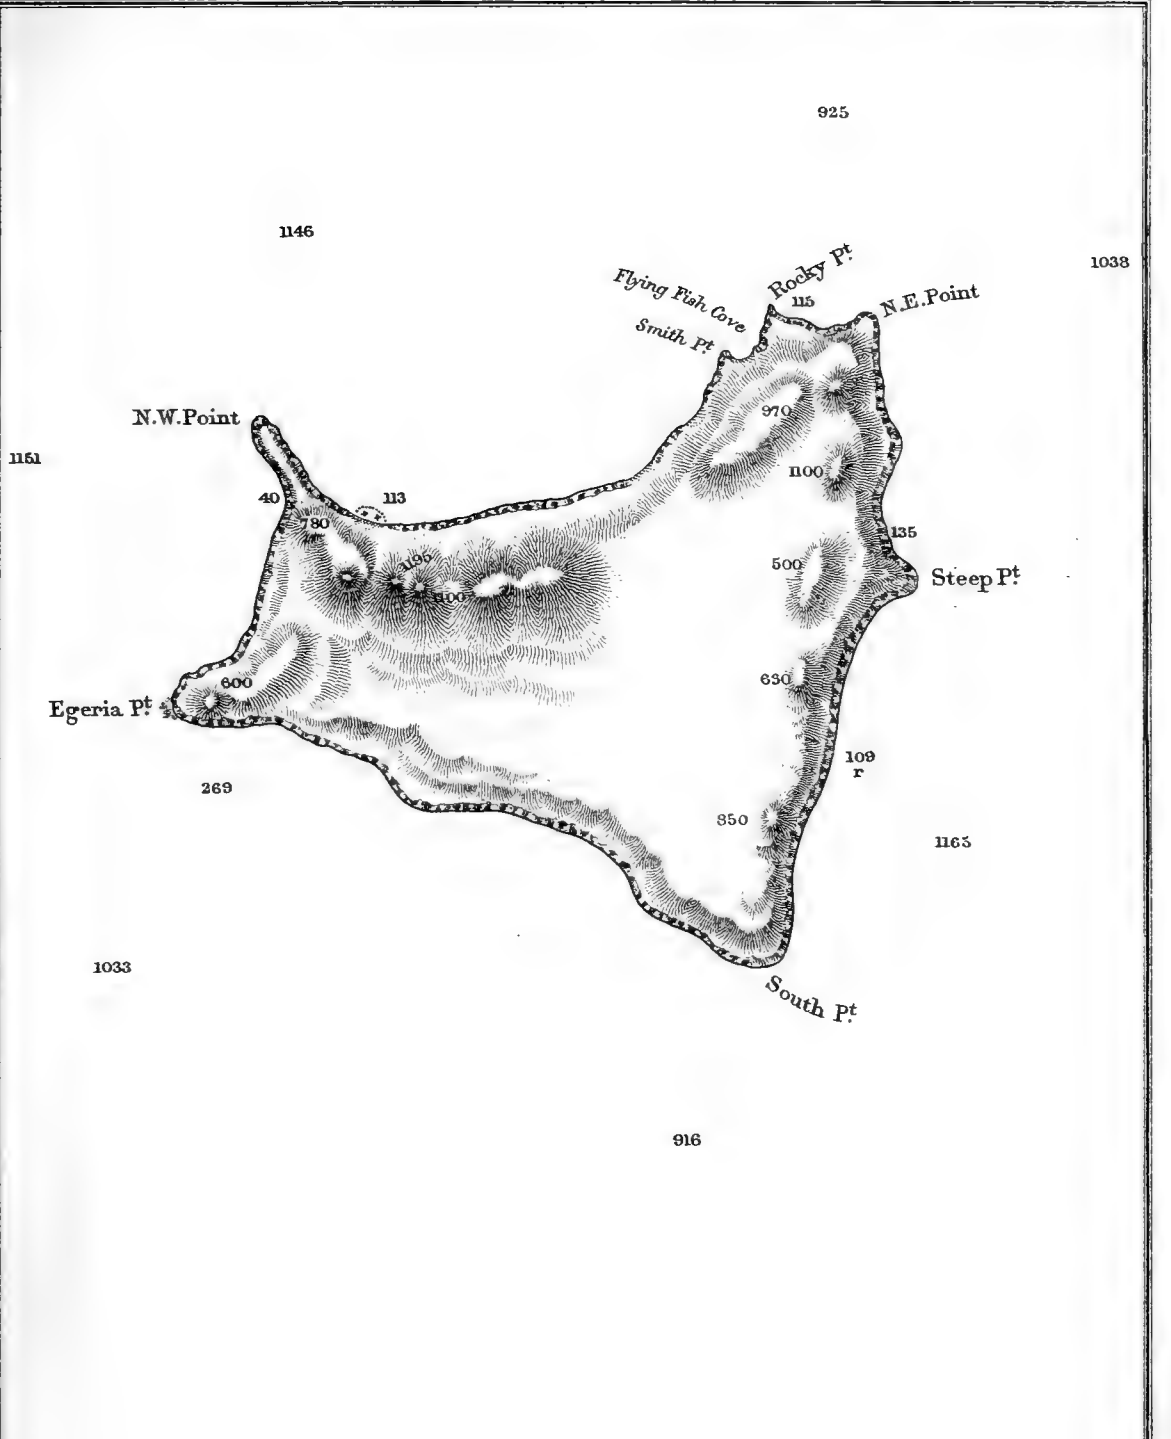 925
1146
1038
Rocky Pt
Flying Fish Cove
115
N.E. Point
Smith Pt
N.W. Point
970
1151
1100
40
113
780
135
1195
500
Steep Pt
1100
630
600
Egeria Pt
109
r
269
850
1165
1033
South Pt
916